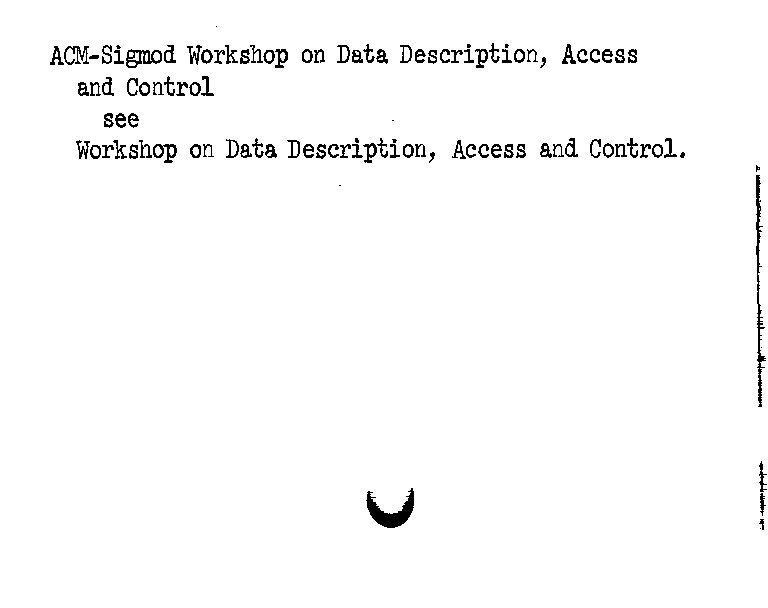 ACM-Sigmod Workshop on Data Description, Access
and Control
see
Workshop on Data Description, Access and Control.